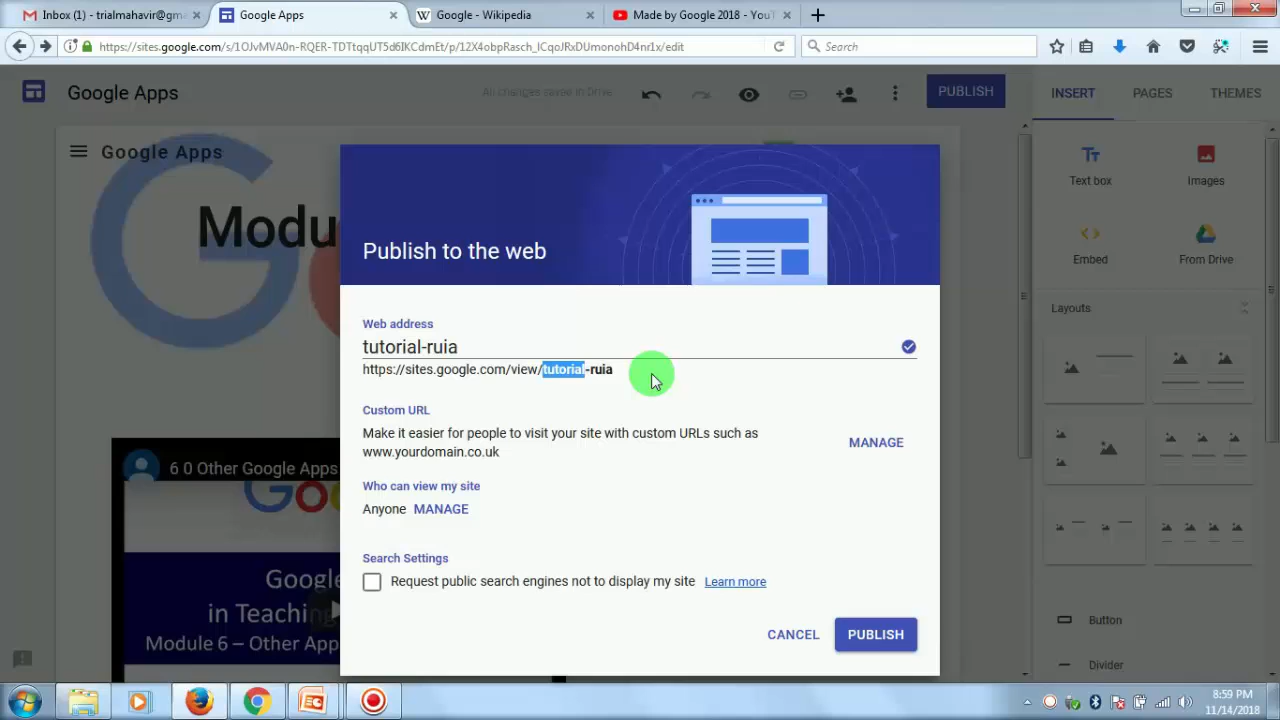 Inbox (1) - trialmahavir@gma
Google Apps
Google - Wikipedia
Made by Google 2018 - YouT
https://sites.google.com/s/1OJvMVA0n-RQER-TDTtqqUT5d6IKCdmEt/p/12X4obpRasch_ICqoJRxDUmonohD4nr1x/edit
Search
Google Apps
All changes saved in Drive
PUBLISH
INSERT
PAGES
THEMES
Google Apps
Modu
Publish to the web
Web address
tutorial-ruia
https://sites.google.com/view/tutorial-ruia
Custom URL
Make it easier for people to visit your site with custom URLs such as
www.yourdomain.co.uk
MANAGE
Who can view my site
Anyone MANAGE
Search Settings
Request public search engines not to display my site Learn more
CANCEL
PUBLISH
6 0 Other Google Apps
Googl
in Teaching
Module 6 – Other App
Text box
Images
Embed
From Drive
Layouts
Button
Divider
8:59 PM
11/14/2018